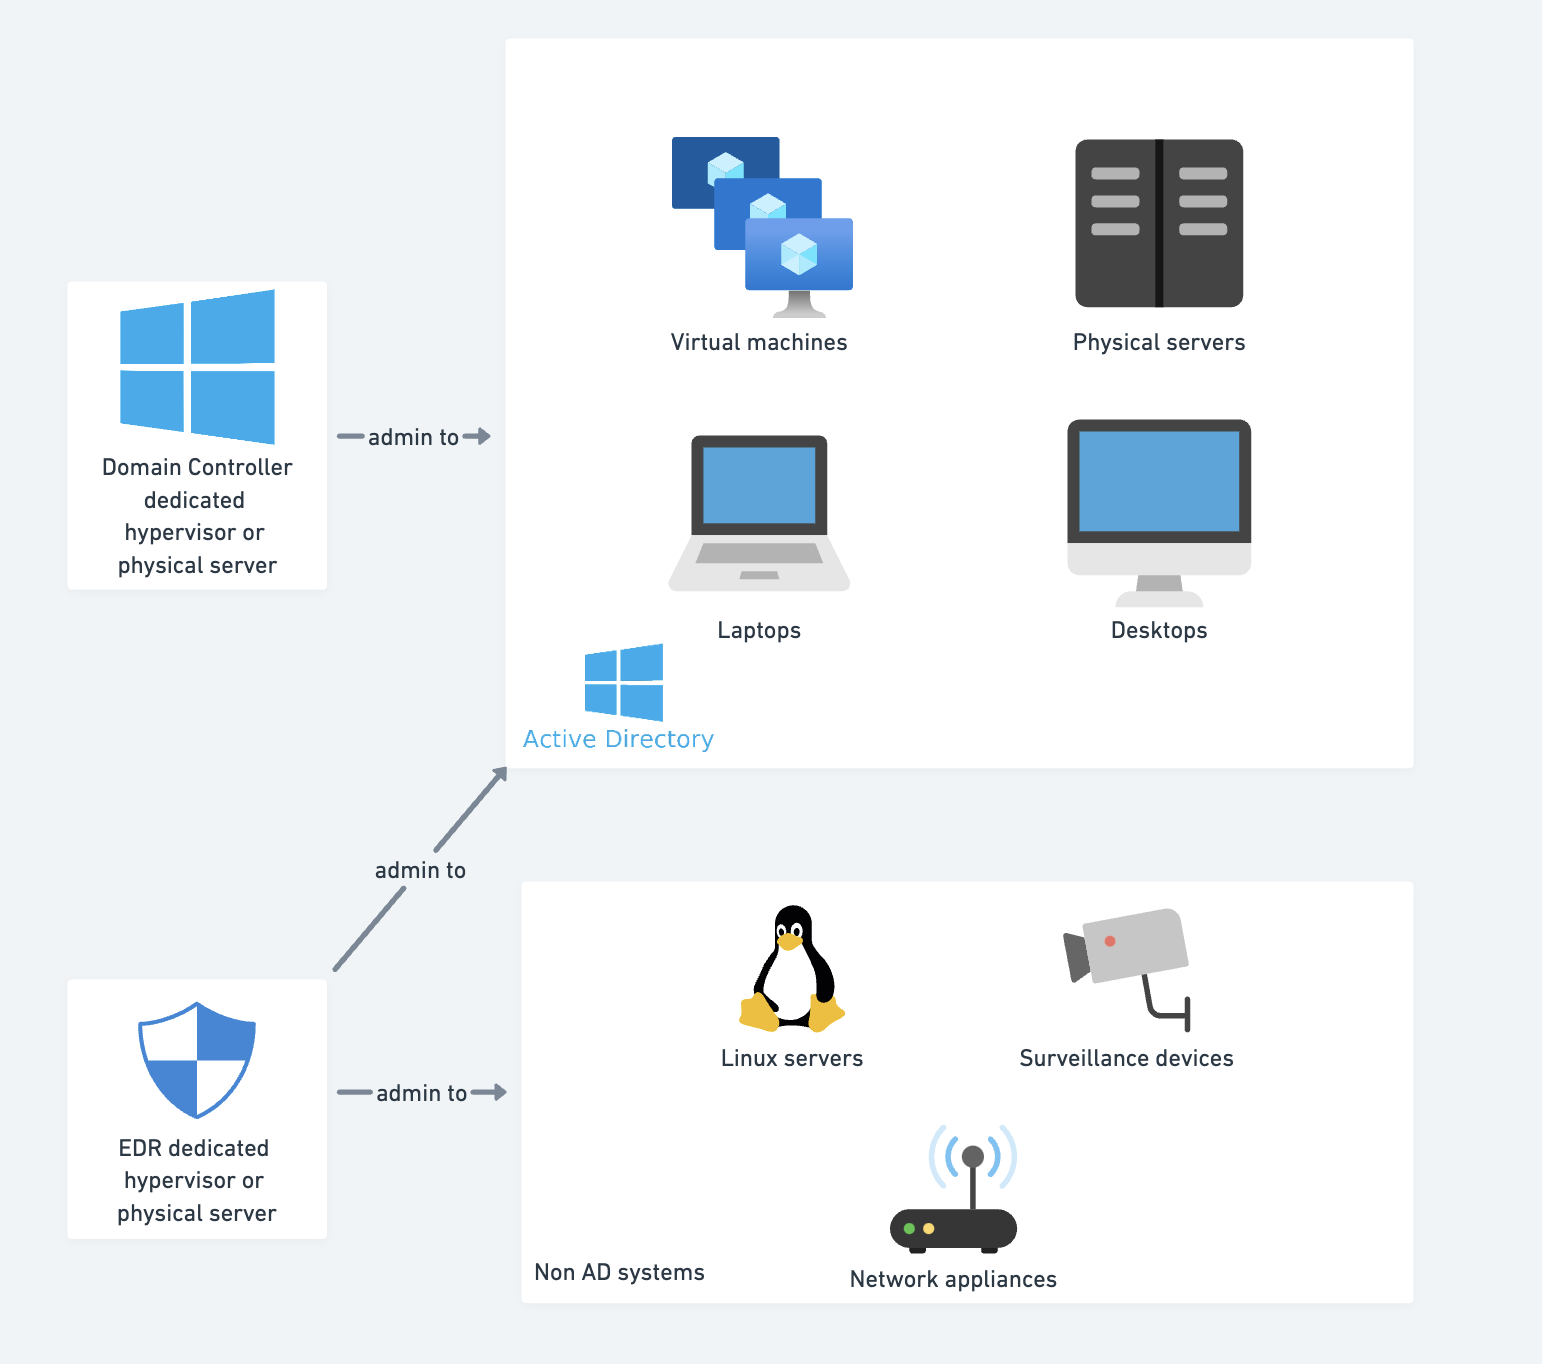 Virtual machines
Physical servers
Domain Controller
dedicated
hypervisor or
physical server
admin to
Laptops
Desktops
Active Directory
admin to
EDR dedicated
hypervisor or
physical server
admin to
Linux servers
Surveillance devices
Non AD systems
Network appliances